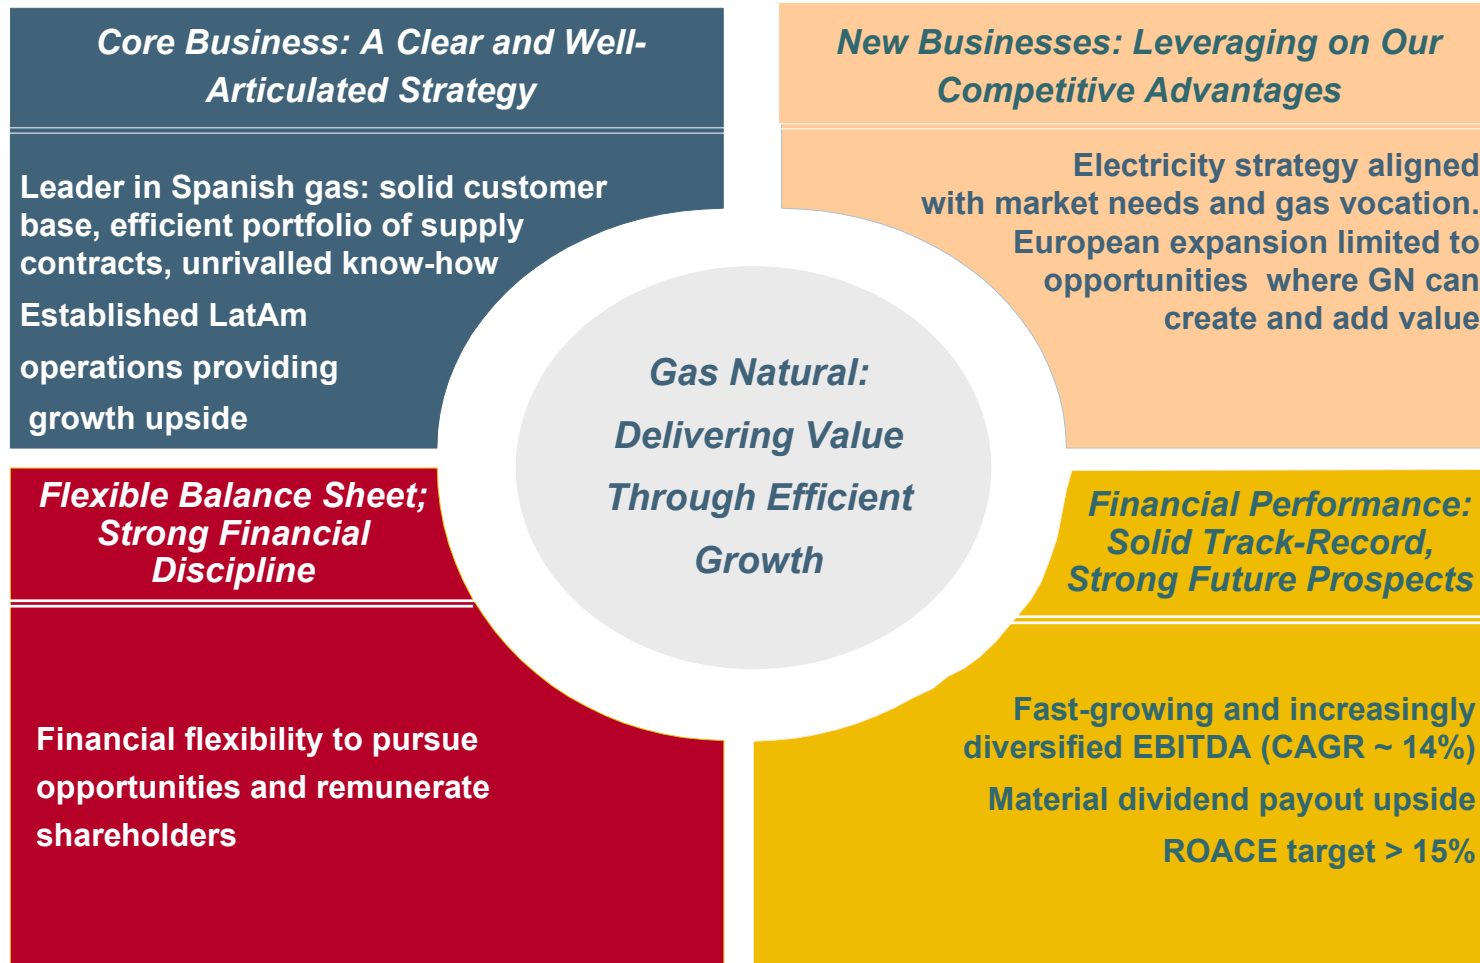 Core Business: A Clear and Well-
Articulated Strategy
Leader in Spanish gas: solid customer
base, efficient portfolio of supply
contracts, unrivalled know-how
Established LatAm
operations providing
growth upside
New Businesses: Leveraging on Our
Competitive Advantages
Electricity strategy aligned
with market needs and gas vocation.
European expansion limited to
opportunities where GN can
create and add value
Gas Natural:
Delivering Value
Through Efficient
Growth
Flexible Balance Sheet;
Strong Financial
Discipline
Financial flexibility to pursue
opportunities and remunerate
shareholders
Financial Performance:
Solid Track-Record,
Strong Future Prospects
Fast-growing and increasingly
diversified EBITDA (CAGR ~ 14%)
Material dividend payout upside
ROACE target > 15%